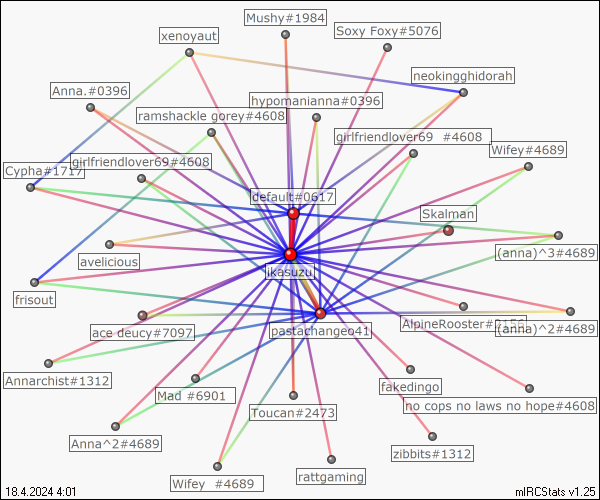 Mushy#1984
Soxy Foxy#5076
xenoyaut
neokingghidorah
Anna.#0396
hypomanianna#0396
ramshackle gorey#4608
girlfriendlover69 #4608
Wifey#4689
girlfriendlover69#4608
Cypha#1717
default#0617
Skalman
(anna)^3#4689
avelicious
ikasuzu
frisout
ace deucy#7097
pastachangeo41
(anna)^2#4689
Annarchist#1312
fakedingo
Mad #6901
no cops no laws no hope#4608
Toucan#2473
Anna^2#4689
zibbits#1312
rattgaming
Wifey #4689
18.4.2024 4:01
mIRCStats v1.25